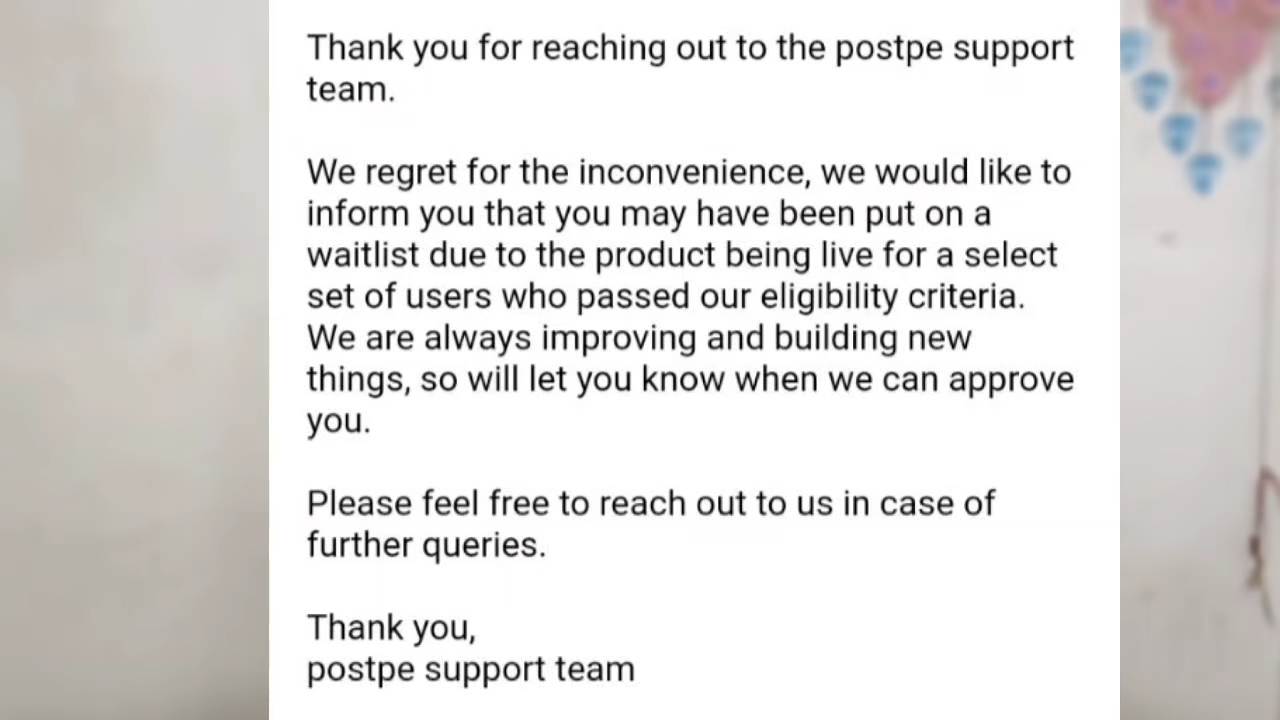 Thank you for reaching out to the postpe support
team.
We regret for the inconvenience, we would like to
inform you that you may have been put on a
waitlist due to the product being live for a select
set of users who passed our eligibility criteria.
We are always improving and building new
things, so will let you know when we can approve
you.
Please feel free to reach out to us in case of
further queries.
Thank you,
postpe support team